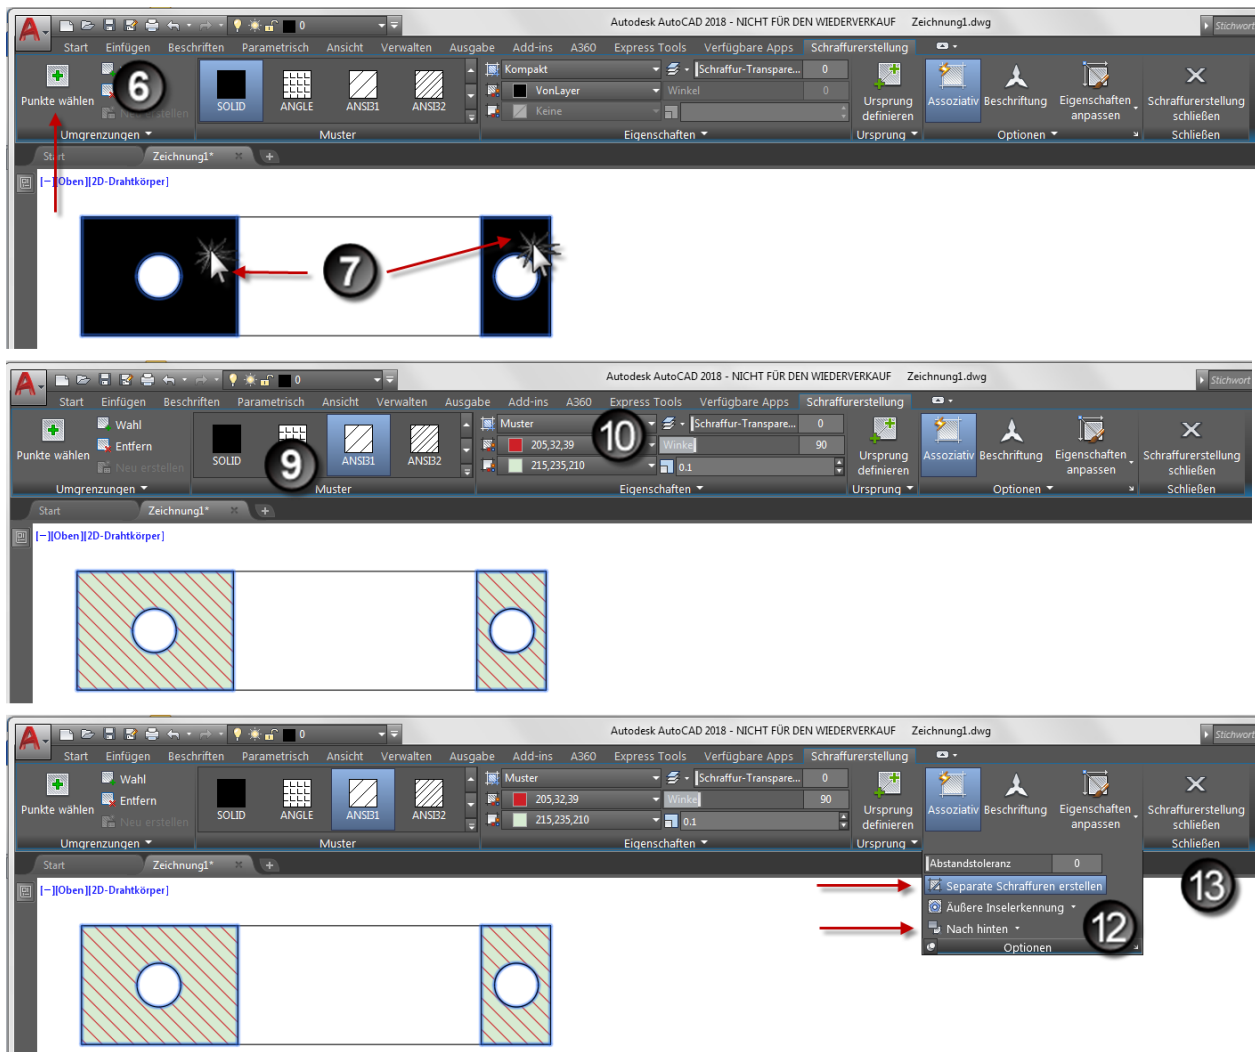 Autodesk AutoCAD 2018 - NICHT FÜR DEN WIEDERVERKAUF Zeichnung1.dwg
Stichwort
0
Start Einfügen Beschriften Parametrisch Ansicht Verwalten Ausgabe Add-ins A360 Express Tools Verfügbare Apps Schraffurerstellung
6
Punkte wählen
SOLID ANGLE ANSI31 ANSI32
Kompakt Schraffur-Transpare... 0
VonLayer Winkel 0
Keine
Ursprung definieren
Assoziativ Beschriftung Eigenschaften anpassen Schraffurerstellung schließen
Umgrenzungen Muster Eigenschaften Ursprung Optionen Schließen
Start Zeichnung1*
[−][Oben][2D-Drahtkörper]
7
Autodesk AutoCAD 2018 - NICHT FÜR DEN WIEDERVERKAUF Zeichnung1.dwg
Stichwort
0
Start Einfügen Beschriften Parametrisch Ansicht Verwalten Ausgabe Add-ins A360 Express Tools Verfügbare Apps Schraffurerstellung
Punkte wählen
Wahl
Entfern
Neu erstellen
SOLID ANSI31 ANSI32
9
Muster Schraffur-Transpare... 0
10
205,32,39 Winkel 90
215,235,210 0.1
Ursprung definieren
Assoziativ Beschriftung Eigenschaften anpassen Schraffurerstellung schließen
Umgrenzungen Muster Eigenschaften Ursprung Optionen Schließen
Start Zeichnung1*
[−][Oben][2D-Drahtkörper]
Autodesk AutoCAD 2018 - NICHT FÜR DEN WIEDERVERKAUF Zeichnung1.dwg
Stichwort
0
Start Einfügen Beschriften Parametrisch Ansicht Verwalten Ausgabe Add-ins A360 Express Tools Verfügbare Apps Schraffurerstellung
Punkte wählen
Wahl
Entfern
Neu erstellen
SOLID ANGLE ANSI31 ANSI32
Muster Schraffur-Transpare... 0
205,32,39 Winkel 90
215,235,210 0.1
Ursprung definieren
Assoziativ Beschriftung Eigenschaften anpassen Schraffurerstellung schließen
Umgrenzungen Muster Eigenschaften Ursprung Schließen
Start Zeichnung1*
[−][Oben][2D-Drahtkörper]
Abstandstoleranz 0
Separate Schraffuren erstellen
Äußere Inselerkennung
Nach hinten
Optionen
12
13